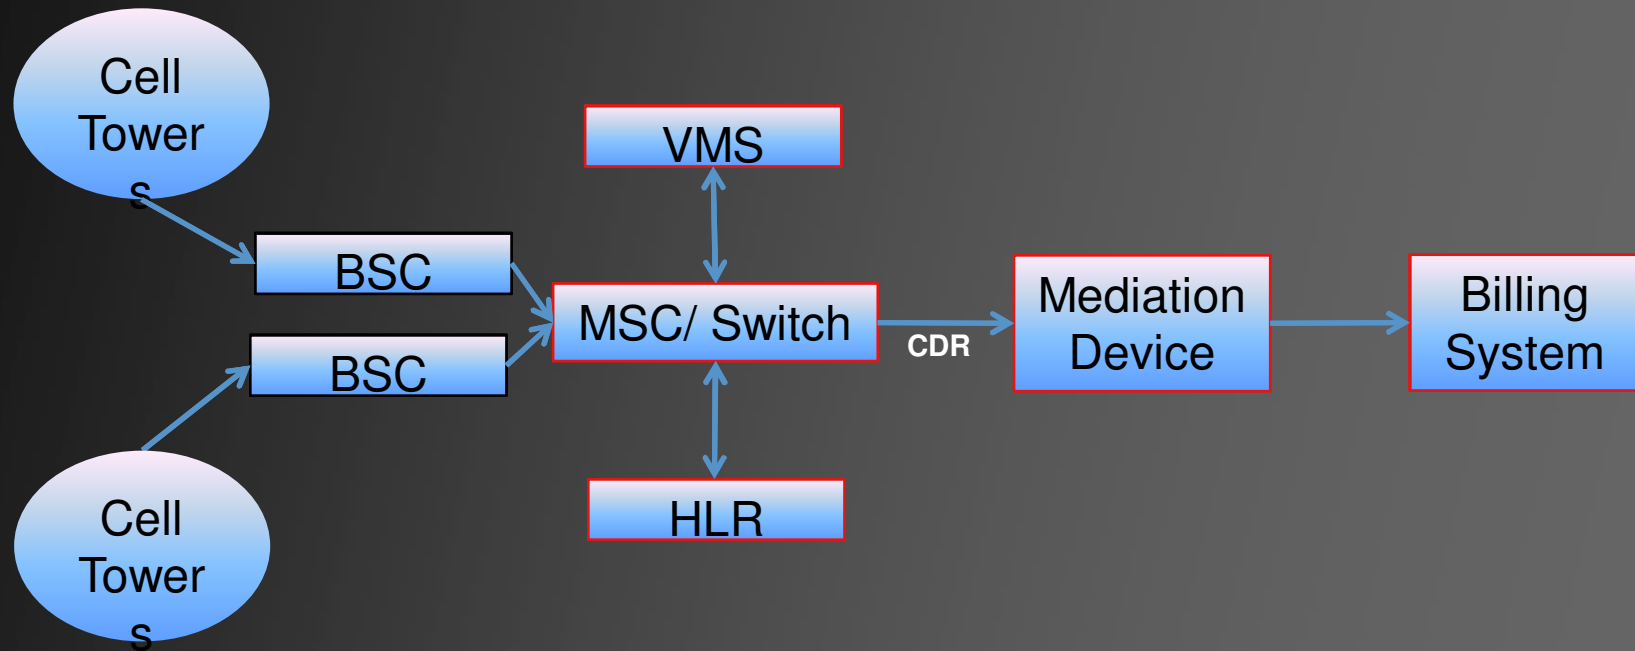 Cell
Tower
s
VMS
BSC
MSC/ Switch
CDR
Mediation
Device
Billing
System
BSC
HLR
Cell
Tower
s